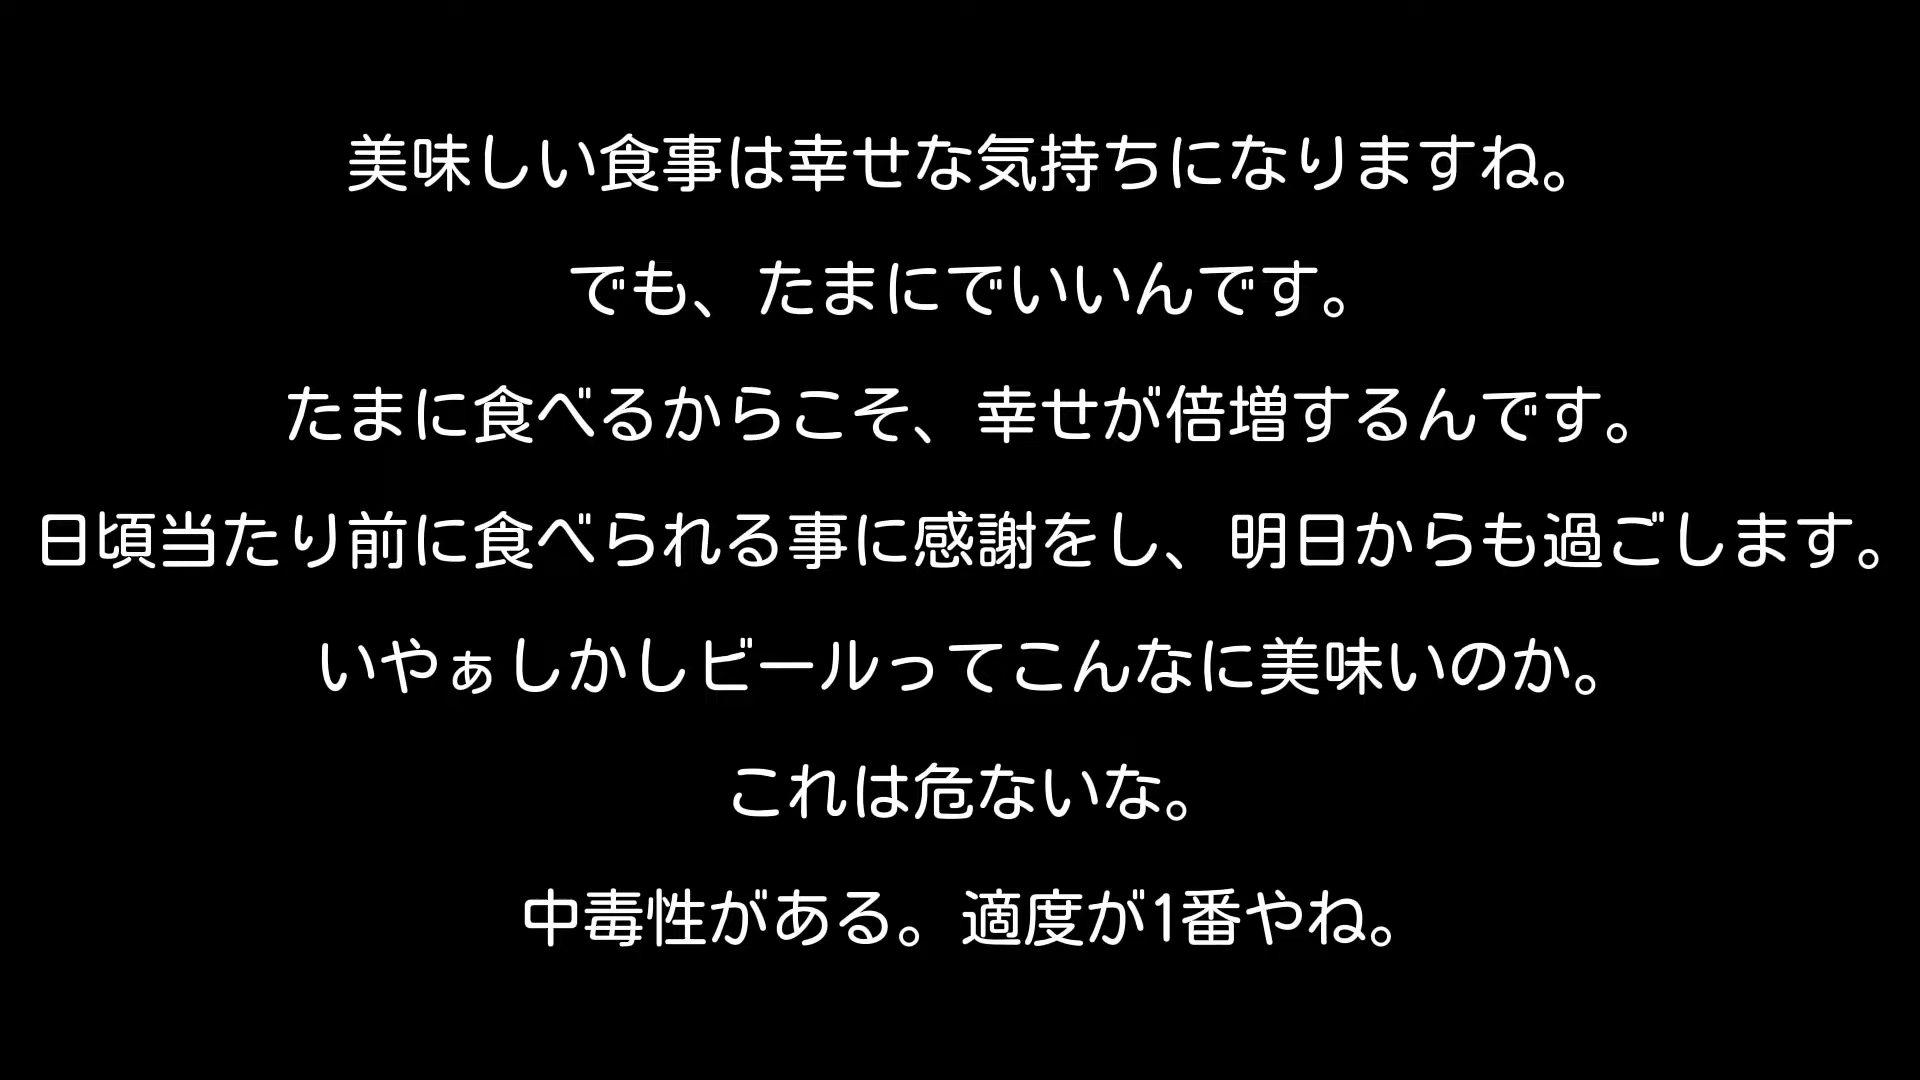 美味しい食事は幸せな気持ちになりますね。
でも、たまにでいいんです。
たまに食べるからこそ、幸せが倍増するんです。
日頃当たり前に食べられる事に感謝をし、明日からも過ごします。
いやぁしかしビールってこんなに美味いのか。
これは危ないな。
中毒性がある。適度が1番やね。